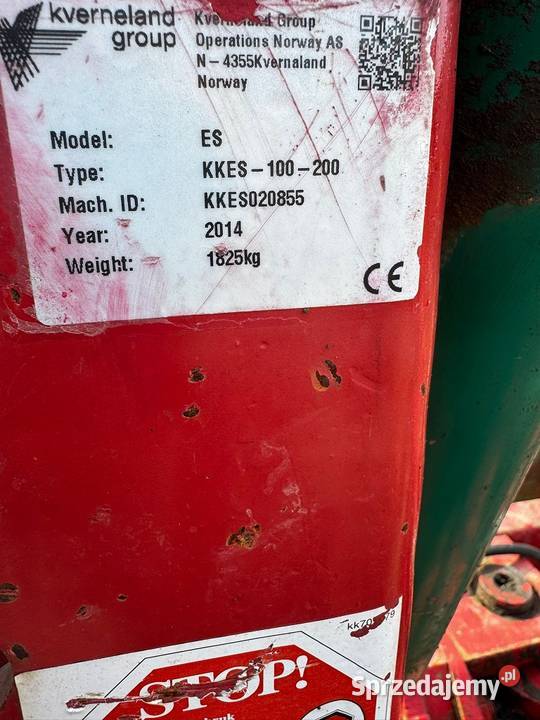 kverneland
group
Kverneland Group
Operations Norway AS
N-4355Kvernaland
Norway
Model: ES
Type: KKES-100-200
Mach. ID: KKES020855
Year: 2014
Weight: 1825kg
CE
STOP!
Sprzedajemy.pl